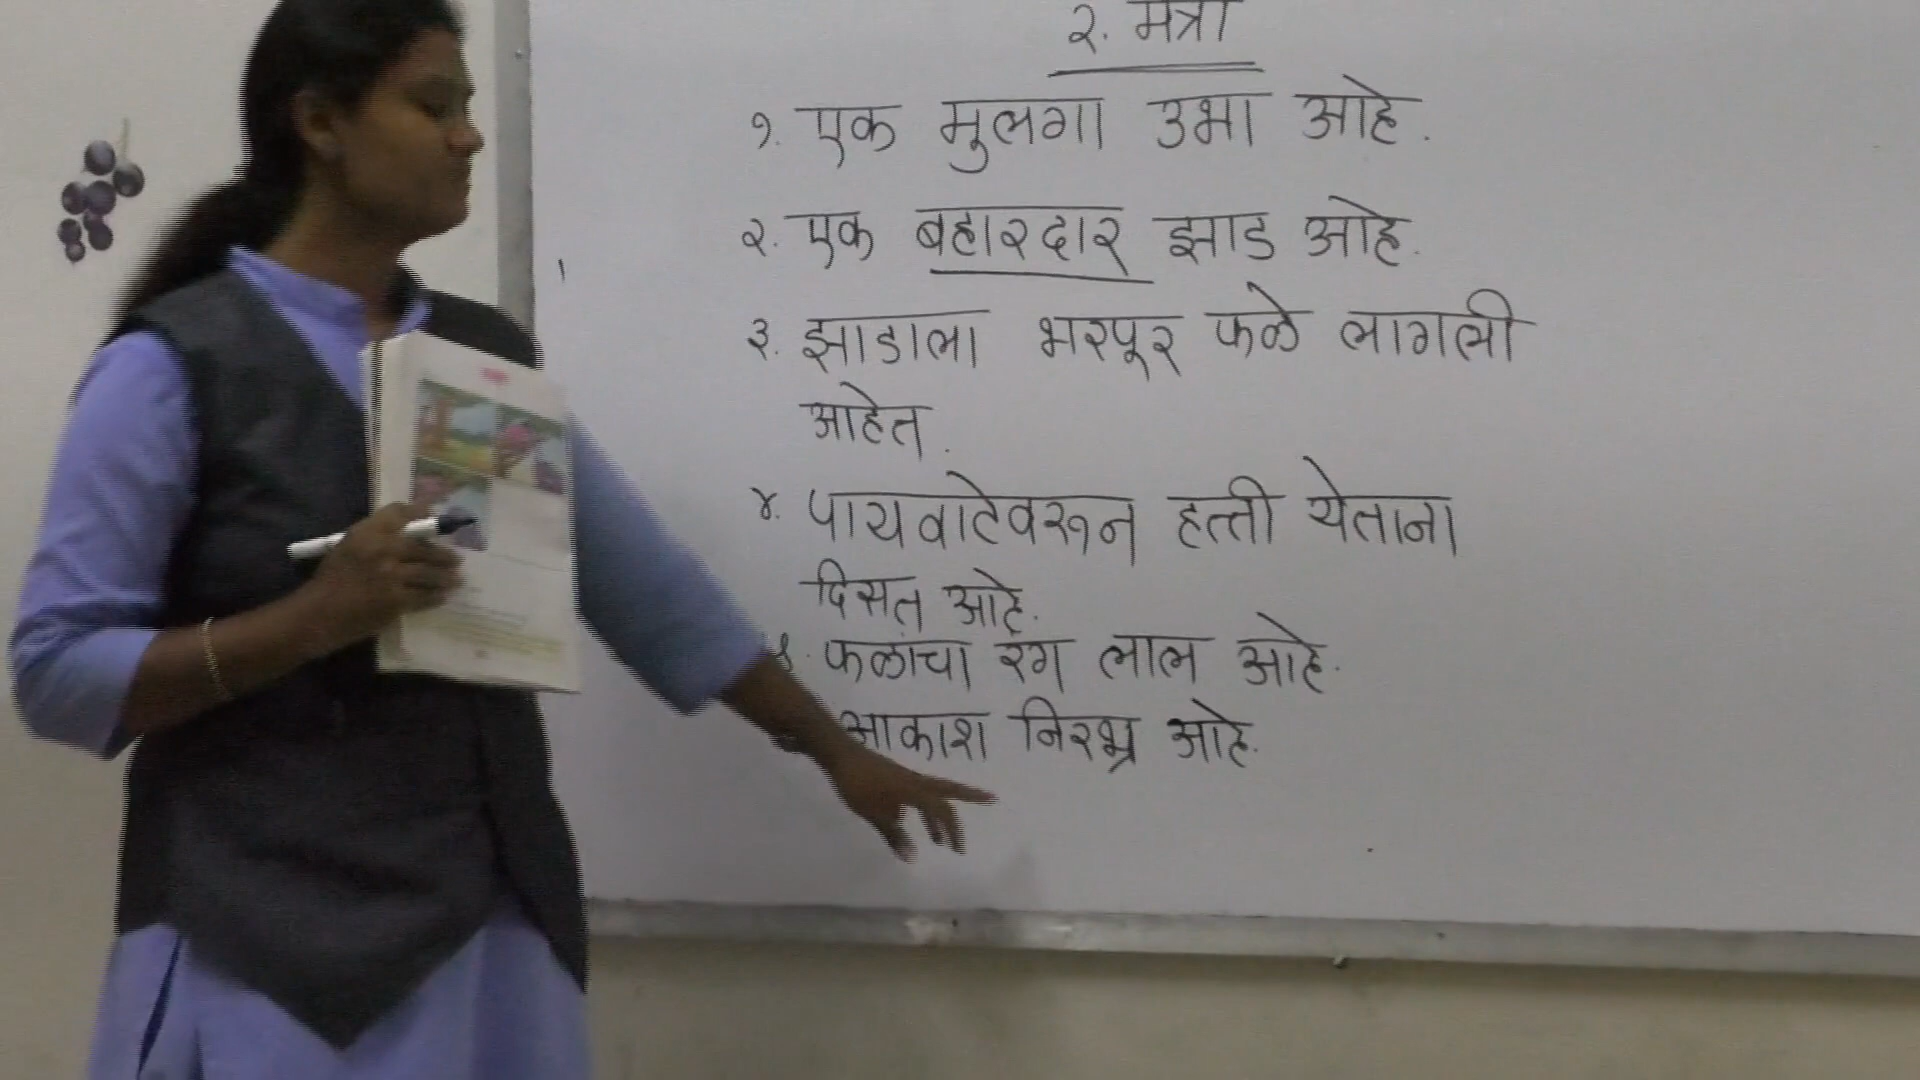 २. मैत्री
१. एक मुलगा उभा आहे.
२. एक बहारदार झाड आहे.
३. झाडाला भरपूर फळे लागली
आहेत.
४. पायवाटेवरून हत्ती येताना
दिसत आहे.
५. फळांचा रंग लाल आहे.
आकाश निरभ्र आहे.